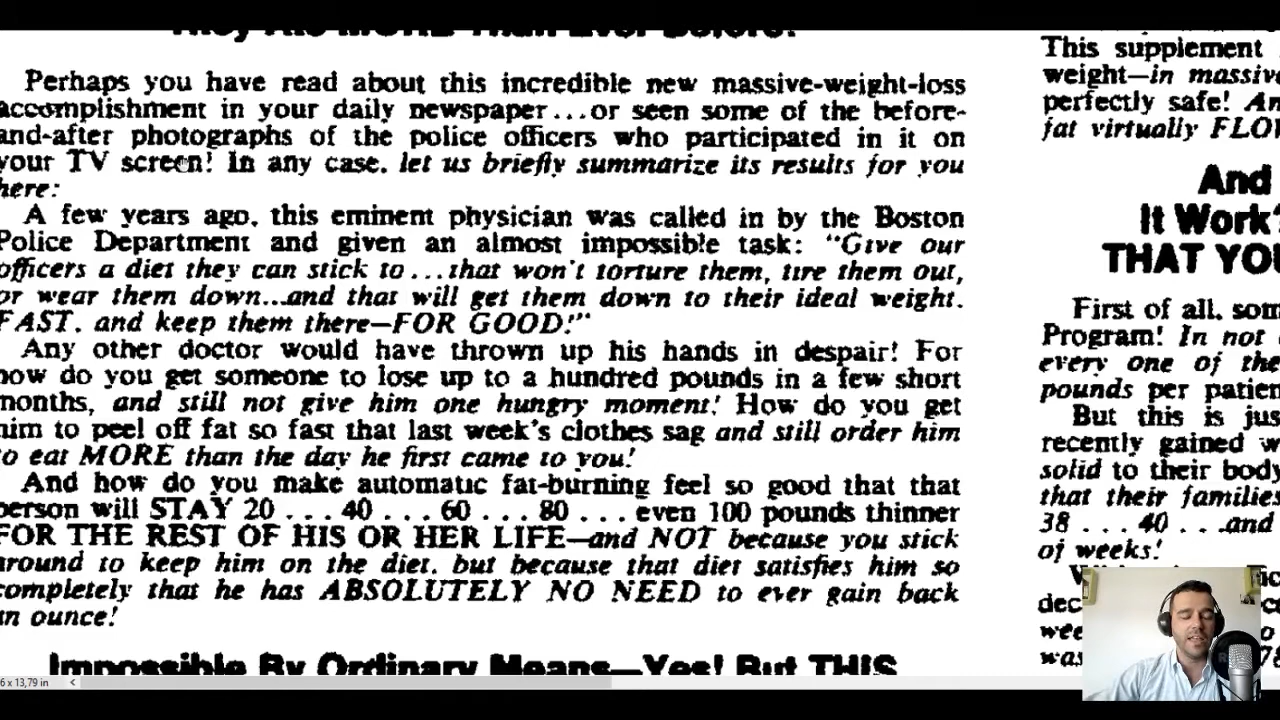 They Are MORE Than Ever Before!
Perhaps you have read about this incredible new massive-weight-loss
accomplishment in your daily newspaper...or seen some of the before-
and-after photographs of the police officers who participated in it on
your TV screen! In any case, let us briefly summarize its results for you
here:
A few years ago, this eminent physician was called in by the Boston
Police Department and given an almost impossible task: "Give our
officers a diet they can stick to...that won't torture them, tire them out,
or wear them down...and that will get them down to their ideal weight.
FAST, and keep them there—FOR GOOD!"
Any other doctor would have thrown up his hands in despair! For
how do you get someone to lose up to a hundred pounds in a few short
months, and still not give him one hungry moment! How do you get
him to peel off fat so fast that last week's clothes sag and still order him
to eat MORE than the day he first came to you!
And how do you make automatic fat-burning feel so good that that
person will STAY 20 . . . 40 . . . 60 . . . 80 . . . even 100 pounds thinner
FOR THE REST OF HIS OR HER LIFE—and NOT because you stick
around to keep him on the diet, but because that diet satisfies him so
completely that he has ABSOLUTELY NO NEED to ever gain back
an ounce!
Impossible By Ordinary Means—Yes! But THIS
6 x 13,79 in
This supplement
weight—in massive
perfectly safe! An
fat virtually FLO
And
It Work?
THAT YOU
First of all, som
Program! In not
every one of the
pounds per patien
But this is jus
recently gained w
solid to their body
that their families
38 . . . 40 . . .and
of weeks!
dec
wee
was